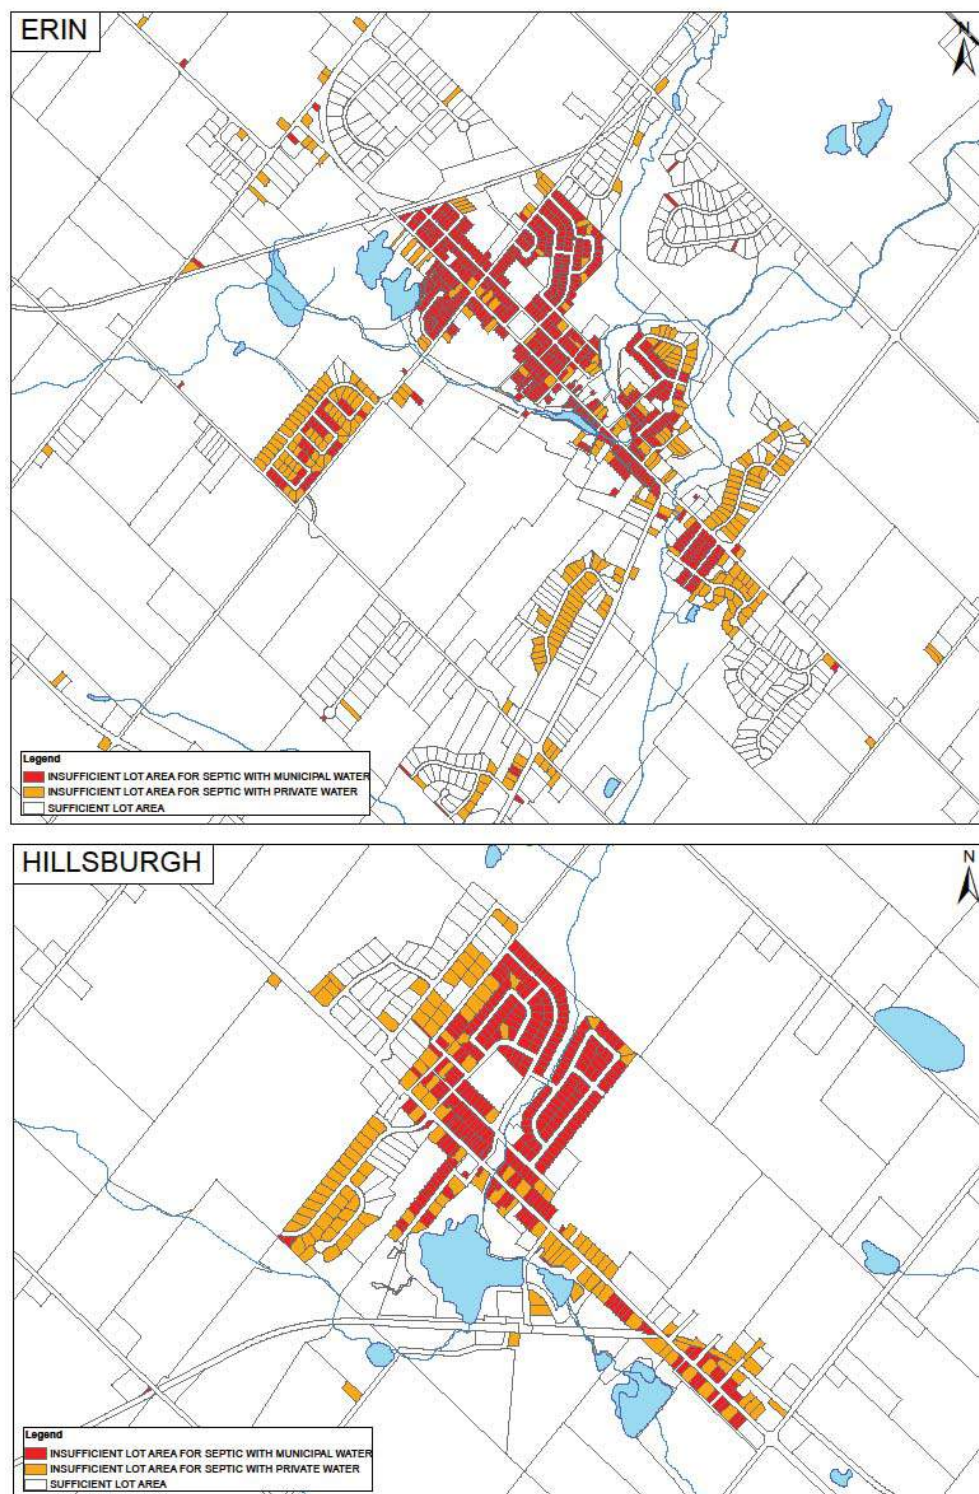 ERIN
N
Legend
INSUFFICIENT LOT AREA FOR SEPTIC WITH MUNICIPAL WATER
INSUFFICIENT LOT AREA FOR SEPTIC WITH PRIVATE WATER
SUFFICIENT LOT AREA
HILLSBURGH
N
Legend
INSUFFICIENT LOT AREA FOR SEPTIC WITH MUNICIPAL WATER
INSUFFICIENT LOT AREA FOR SEPTIC WITH PRIVATE WATER
SUFFICIENT LOT AREA